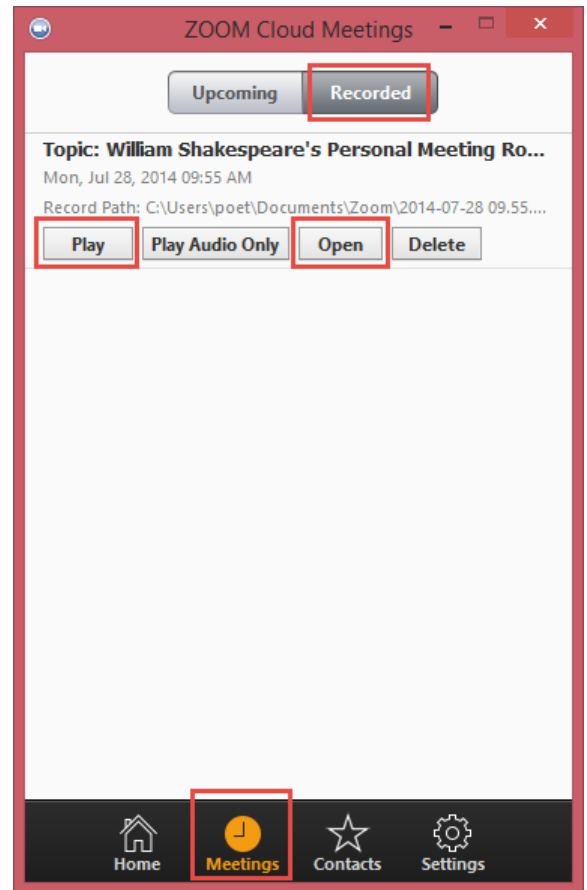 ZOOM Cloud Meetings
Upcoming Recorded
Topic: William Shakespeare's Personal Meeting Ro...
Mon, Jul 28, 2014 09:55 AM
Record Path: C:\Users\poet\Documents\Zoom\2014-07-28 09.55....
Play Play Audio Only Open Delete
Home Meetings Contacts Settings